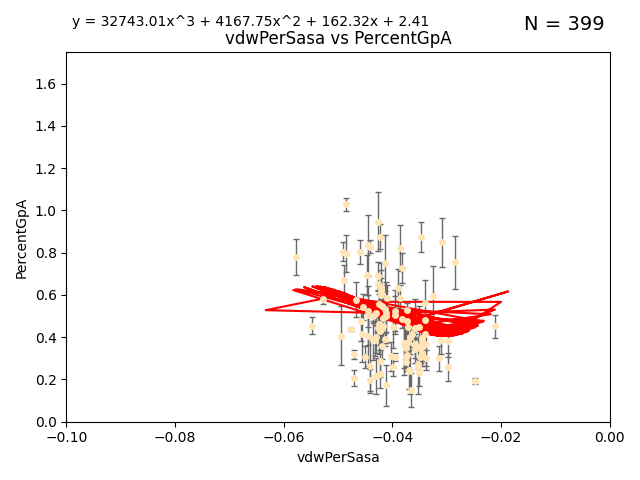 y = 32743.01x^3 + 4167.75x^2 + 162.32x + 2.41
N = 399
vdwPerSasa vs PercentGpA
1.6
1.4
1.2
1.0
0.8
0.6
0.4
0.2
0.0
PercentGpA
−0.10 −0.08 −0.06 −0.04 −0.02 0.00
vdwPerSasa